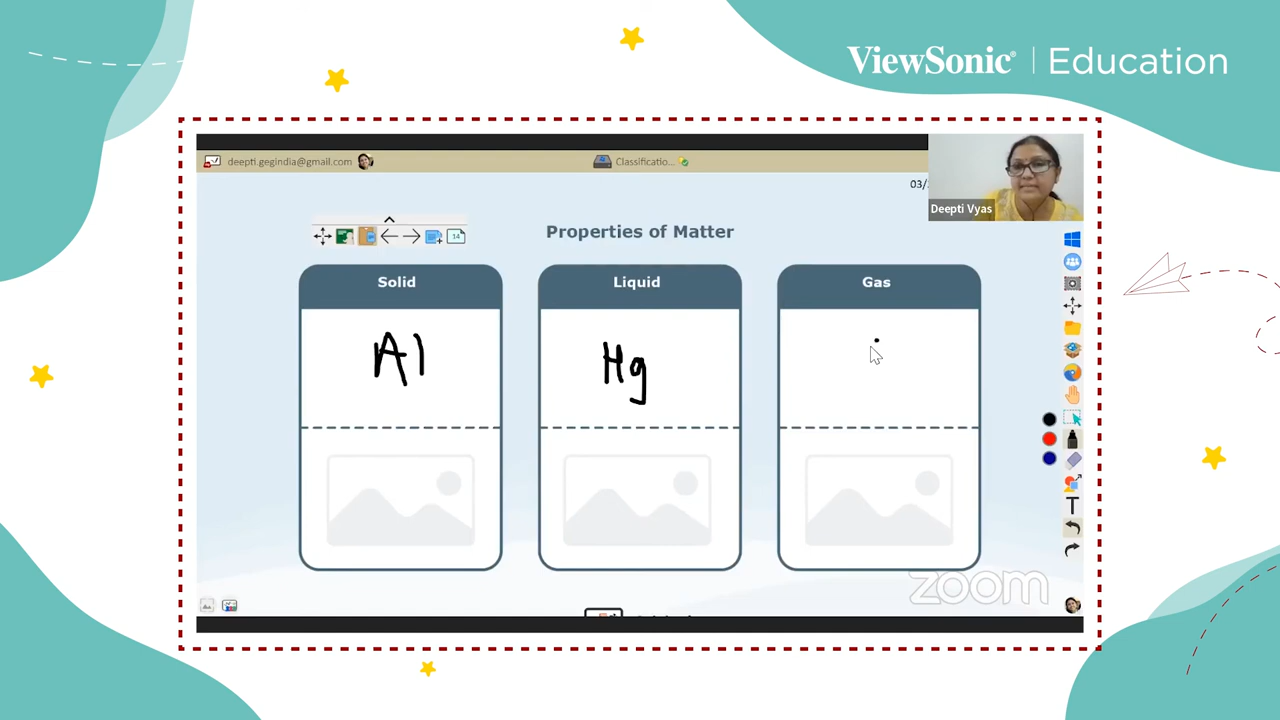 ViewSonic® | Education
deepti.gegindia@gmail.com
Classificatio...
03/
Deepti Vyas
14
Properties of Matter
Solid
Liquid
Gas
Al
Hg
T
zoom